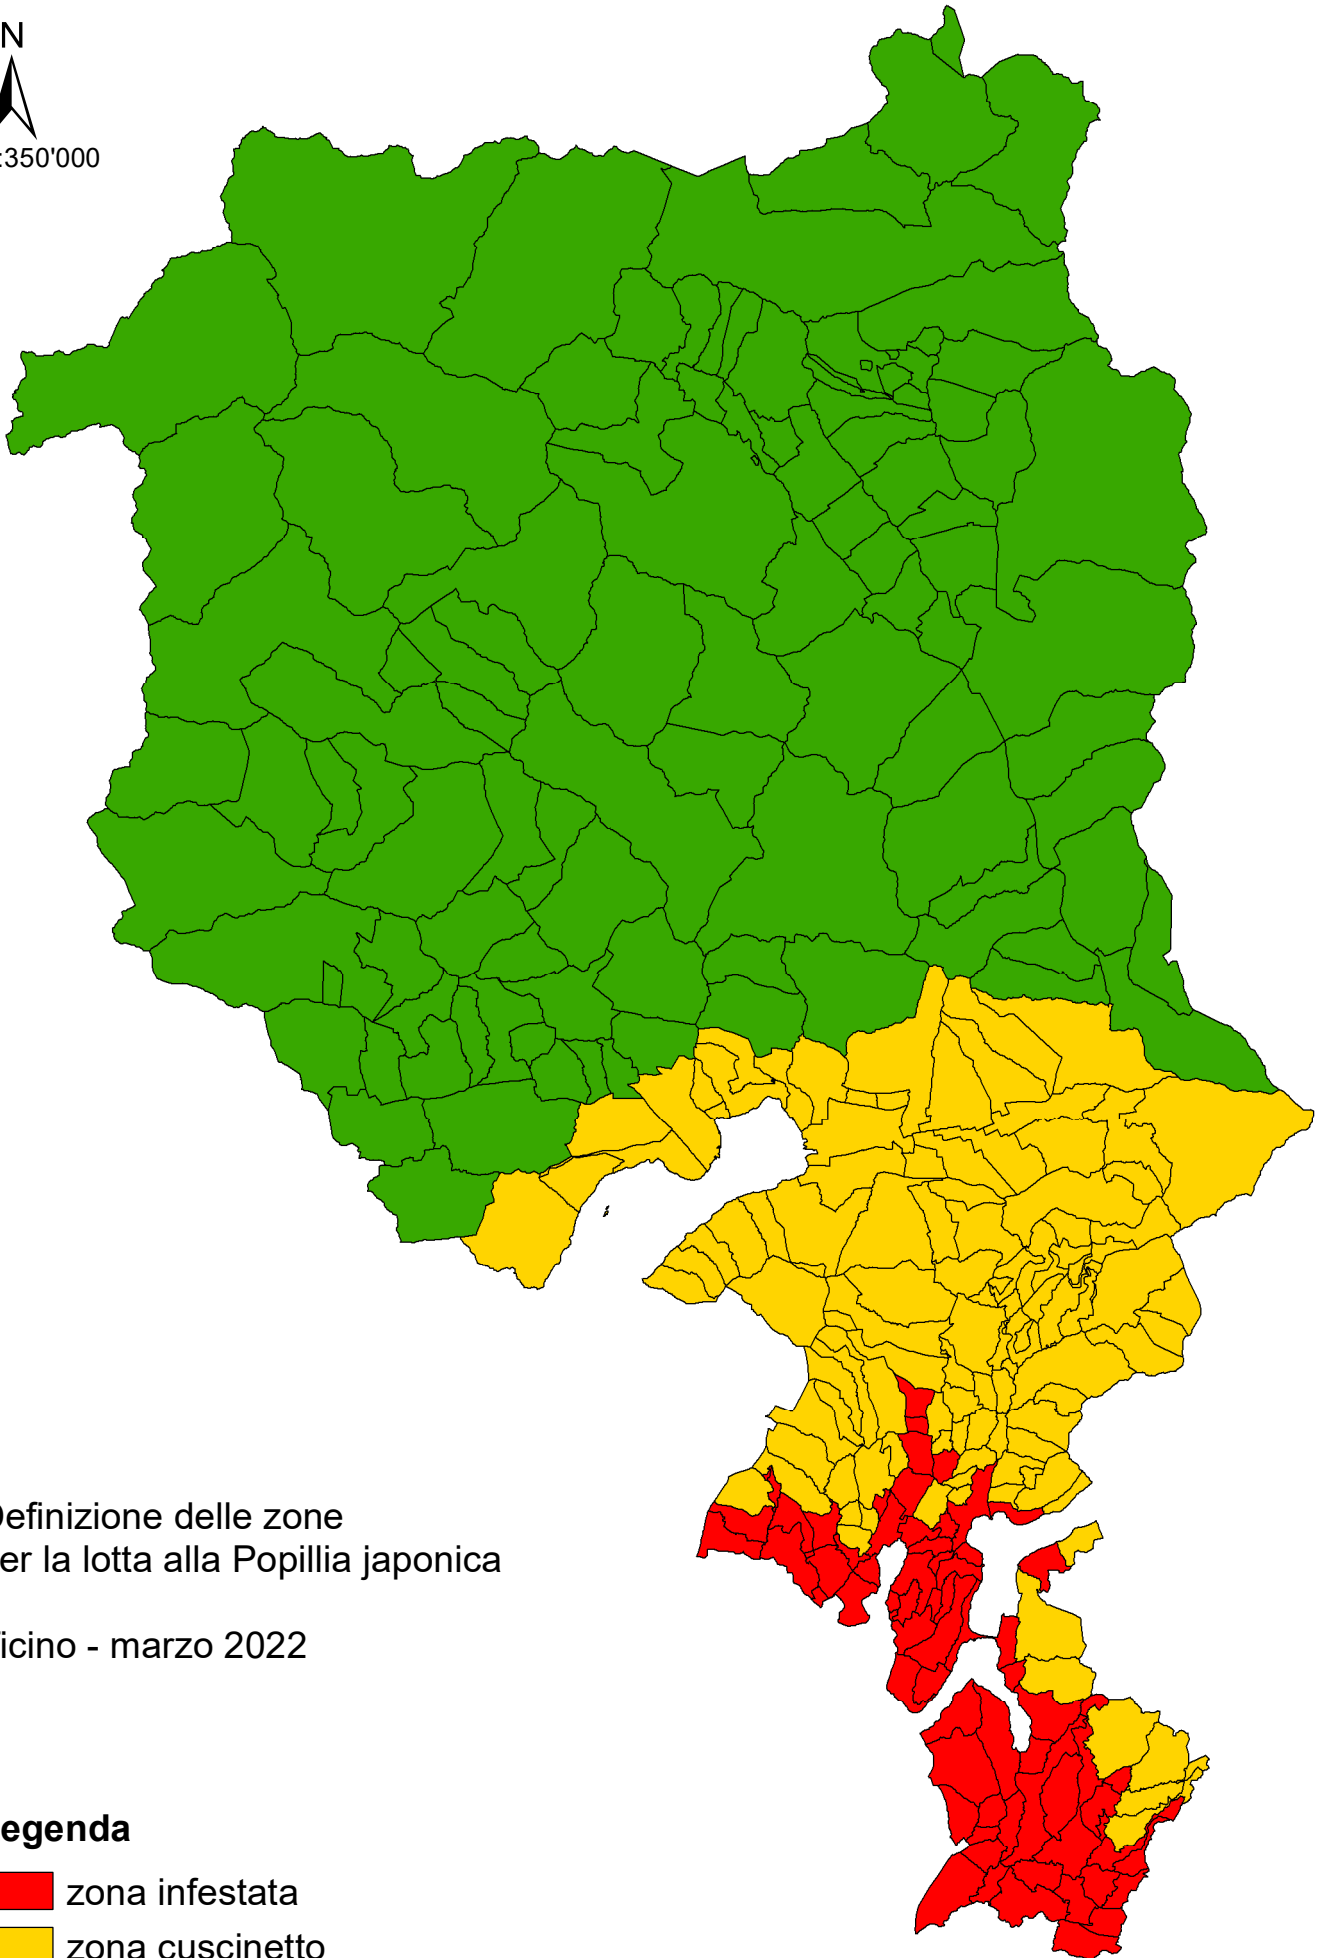 N
:350'000
Definizione delle zone
er la lotta alla Popillia japonica
icino - marzo 2022
egenda
zona infestata
zona cuscinetto